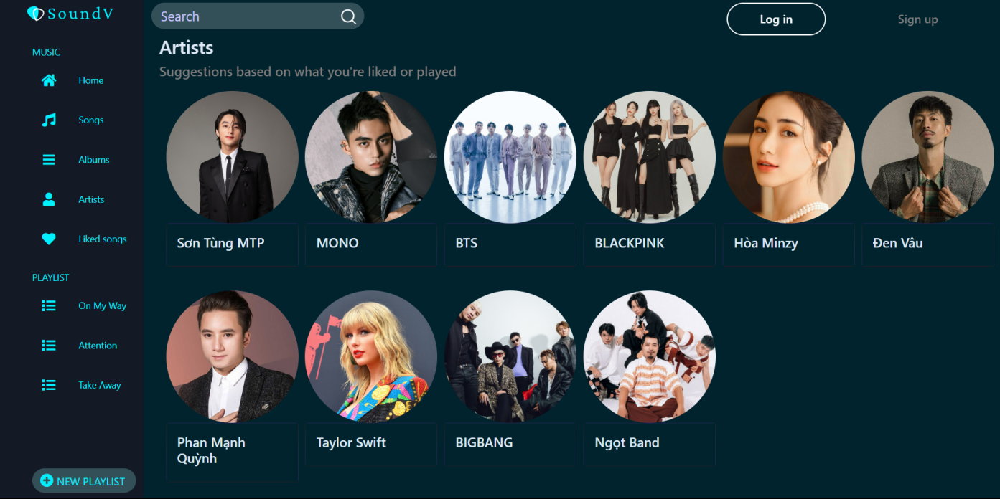 SoundV
MUSIC
Home
Songs
Albums
Artists
Liked songs
PLAYLIST
On My Way
Attention
Take Away
NEW PLAYLIST
Search
Log in
Sign up
Artists
Suggestions based on what you're liked or played
Sơn Tùng MTP
MONO
BTS
BLACKPINK
Hòa Minzy
Đen Vâu
Phan Mạnh
Quỳnh
Taylor Swift
BIGBANG
Ngọt Band